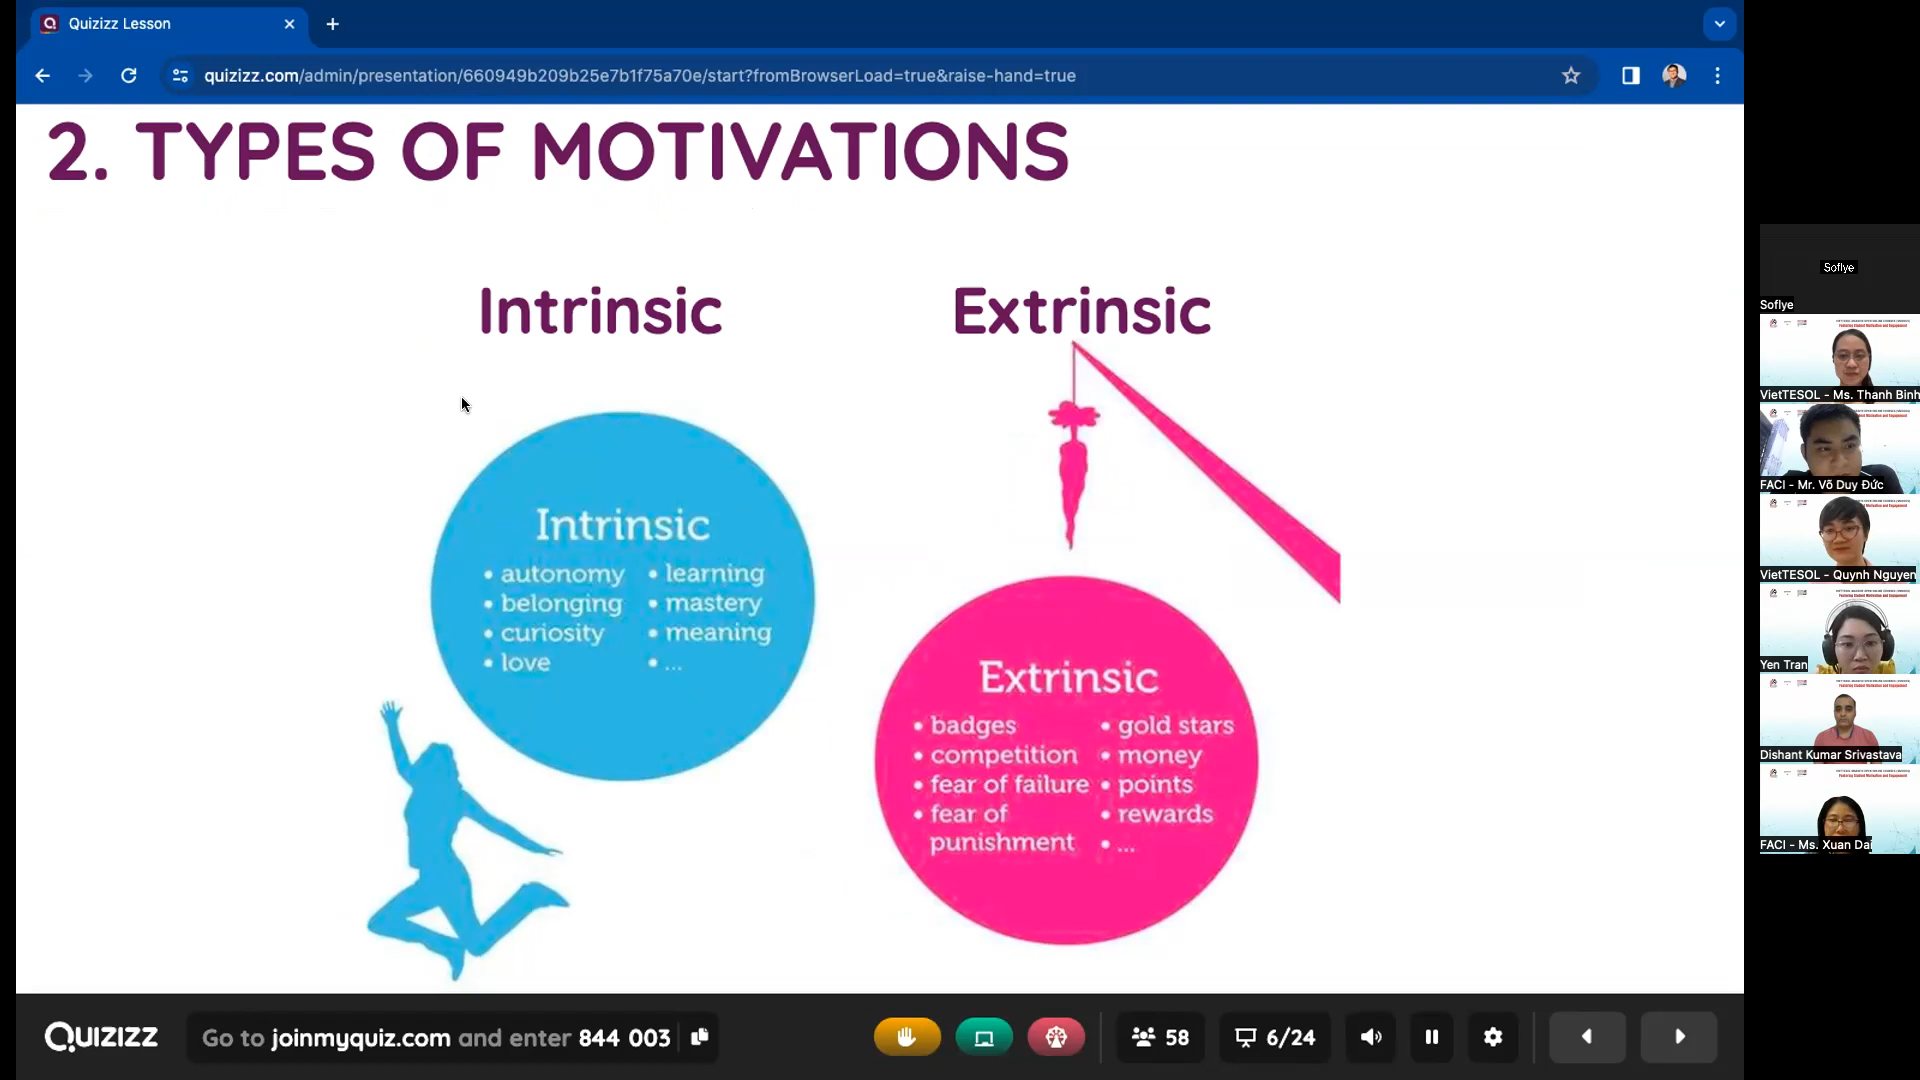 Quizizz Lesson
quizizz.com/admin/presentation/660949b209b25e7b1f75a70e/start?fromBrowserLoad=true&raise-hand=true
2. TYPES OF MOTIVATIONS
Intrinsic
Extrinsic
Intrinsic
• autonomy
• belonging
• curiosity
• love
• learning
• mastery
• meaning
• ...
Extrinsic
• badges
• competition
• fear of failure
• fear of
punishment
• gold stars
• money
• points
• rewards
• ...
Quizizz
Go to joinmyquiz.com and enter 844 003
58
6/24
Soflye
Soflye
VietTESOL - Ms. Thanh Binh
FACI - Mr. Võ Duy Đức
VietTESOL - Quynh Nguyen
Yen Tran
Dishant Kumar Srivastava
FACI - Ms. Xuan Dai